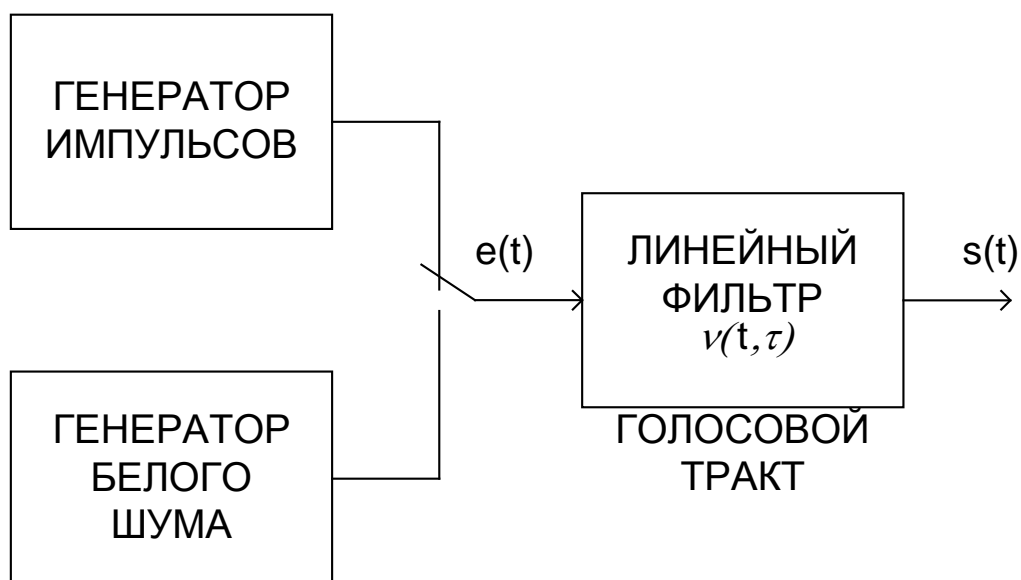 ГЕНЕРАТОР
ИМПУЛЬСОВ
e(t)
ЛИНЕЙНЫЙ
ФИЛЬТР
ν(t,τ)
s(t)
ГОЛОСОВОЙ
ТРАКТ
ГЕНЕРАТОР
БЕЛОГО
ШУМА